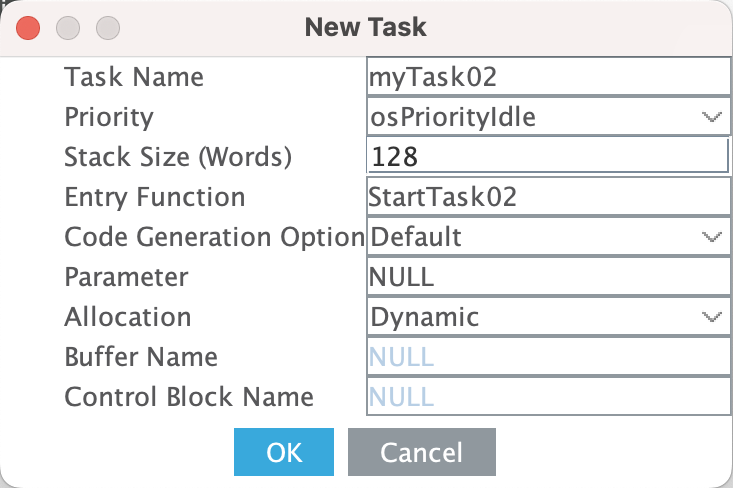 New Task
Task Name myTask02
Priority osPriorityIdle
Stack Size (Words) 128
Entry Function StartTask02
Code Generation Option Default
Parameter NULL
Allocation Dynamic
Buffer Name NULL
Control Block Name NULL
OK Cancel